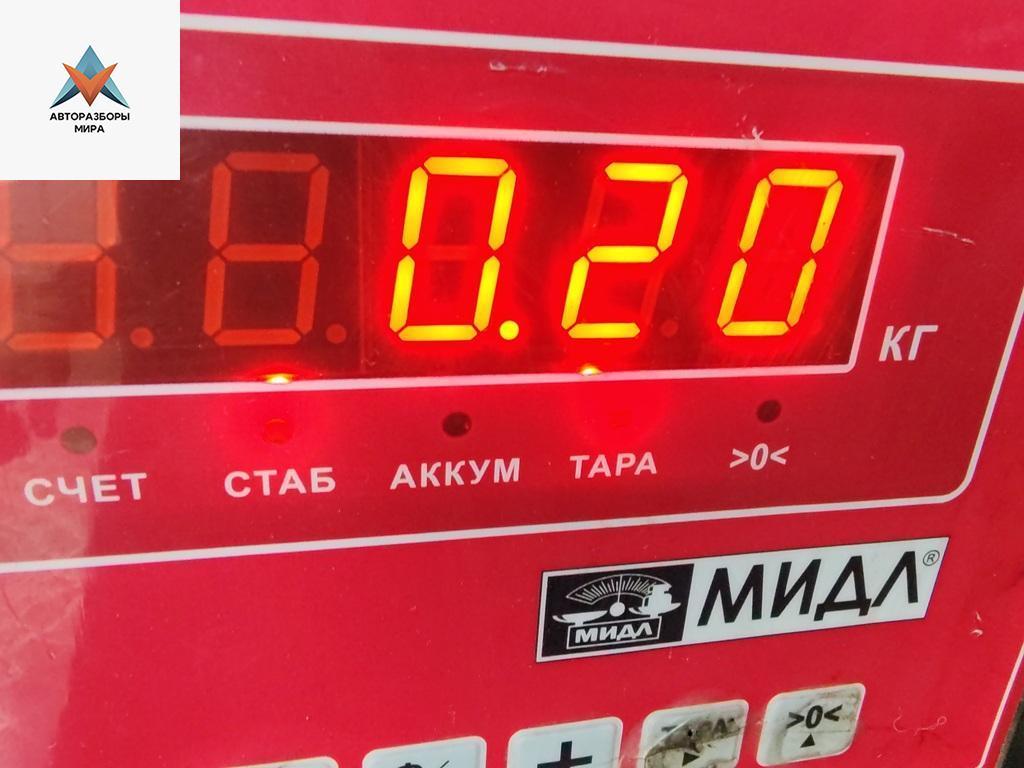 АВТОРАЗБОРЫ
МИРА
0.20
КГ
СЧЕТ СТАБ АККУМ ТАРА >0<
МИДЛ МИДЛ®
+ >0<